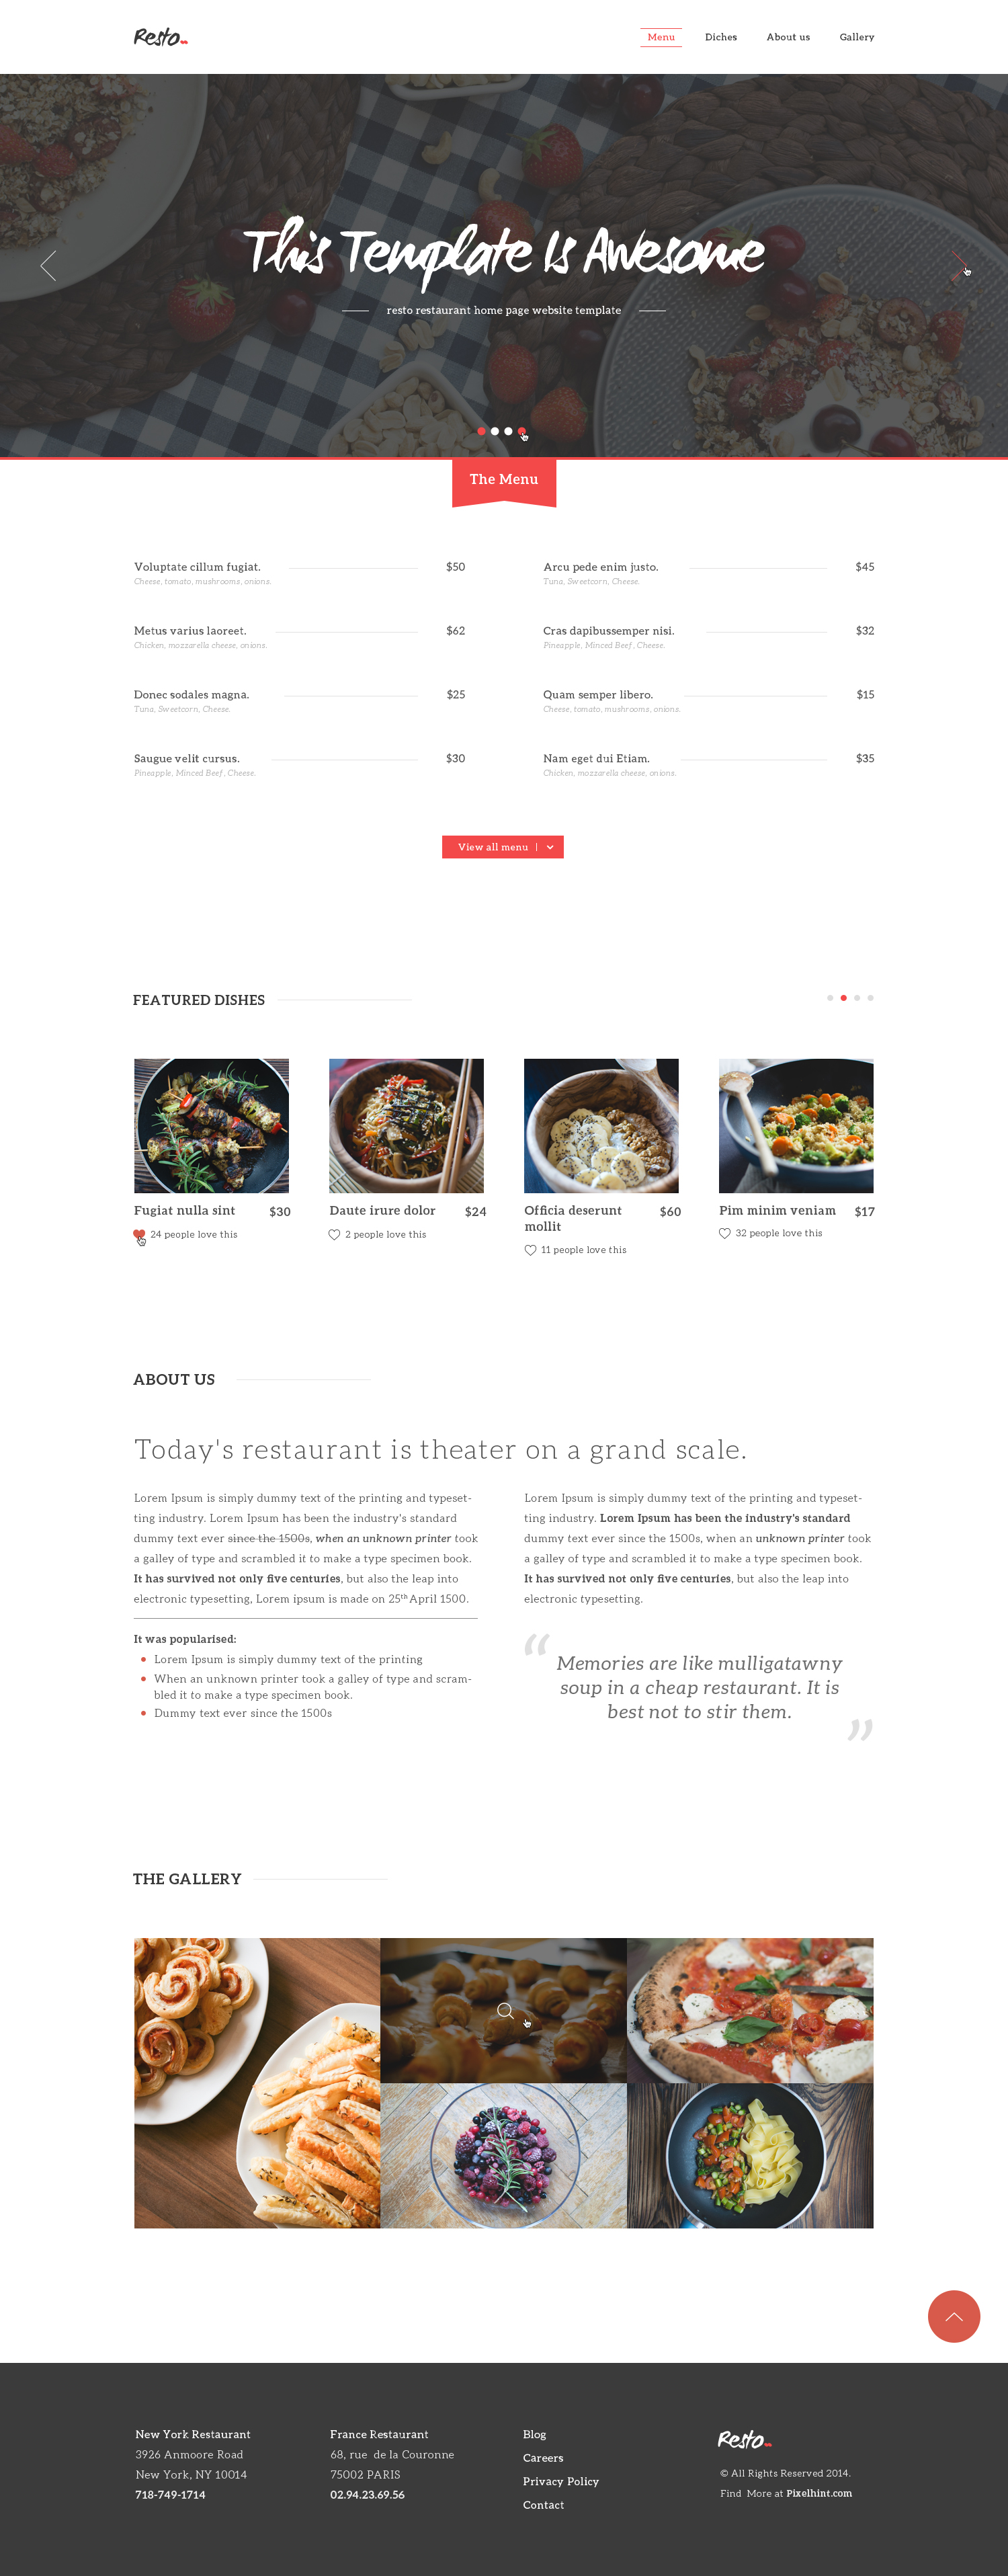 Resto
Menu Diches About us Gallery
This Template Is Awesome
resto restaurant home page website template
The Menu
Voluptate cillum fugiat. $50
Cheese, tomato, mushrooms, onions.
Metus varius laoreet. $62
Chicken, mozzarella cheese, onions.
Donec sodales magna. $25
Tuna, Sweetcorn, Cheese.
Saugue velit cursus. $30
Pineapple, Minced Beef , Cheese.
Arcu pede enim justo. $45
Tuna, Sweetcorn, Cheese.
Cras dapibussemper nisi. $32
Pineapple, Minced Beef , Cheese.
Quam semper libero. $15
Cheese, tomato, mushrooms, onions.
Nam eget dui Etiam. $35
Chicken, mozzarella cheese, onions.
View all menu
FEATURED DISHES
Fugiat nulla sint $30
24 people love this
Daute irure dolor $24
2 people love this
Officia deserunt $60
mollit
11 people love this
Pim minim veniam $17
32 people love this
ABOUT US
Today's restaurant is theater on a grand scale.
Lorem Ipsum is simply dummy text of the printing and typeset-
ting industry. Lorem Ipsum has been the industry's standard
dummy text ever since the 1500s, when an unknown printer took
a galley of type and scrambled it to make a type specimen book.
It has survived not only five centuries, but also the leap into
electronic typesetting, Lorem ipsum is made on 25th April 1500.
It was popularised:
Lorem Ipsum is simply dummy text of the printing
When an unknown printer took a galley of type and scram-
bled it to make a type specimen book.
Dummy text ever since the 1500s
Lorem Ipsum is simply dummy text of the printing and typeset-
ting industry. Lorem Ipsum has been the industry's standard
dummy text ever since the 1500s, when an unknown printer took
a galley of type and scrambled it to make a type specimen book.
It has survived not only five centuries, but also the leap into
electronic typesetting.
“ Memories are like mulligatawny
soup in a cheap restaurant. It is
best not to stir them. ”
THE GALLERY
New York Restaurant
3926 Anmoore Road
New York, NY 10014
718-749-1714
France Restaurant
68, rue de la Couronne
75002 PARIS
02.94.23.69.56
Blog
Careers
Privacy Policy
Contact
Resto
© All Rights Reserved 2014.
Find More at Pixelhint.com